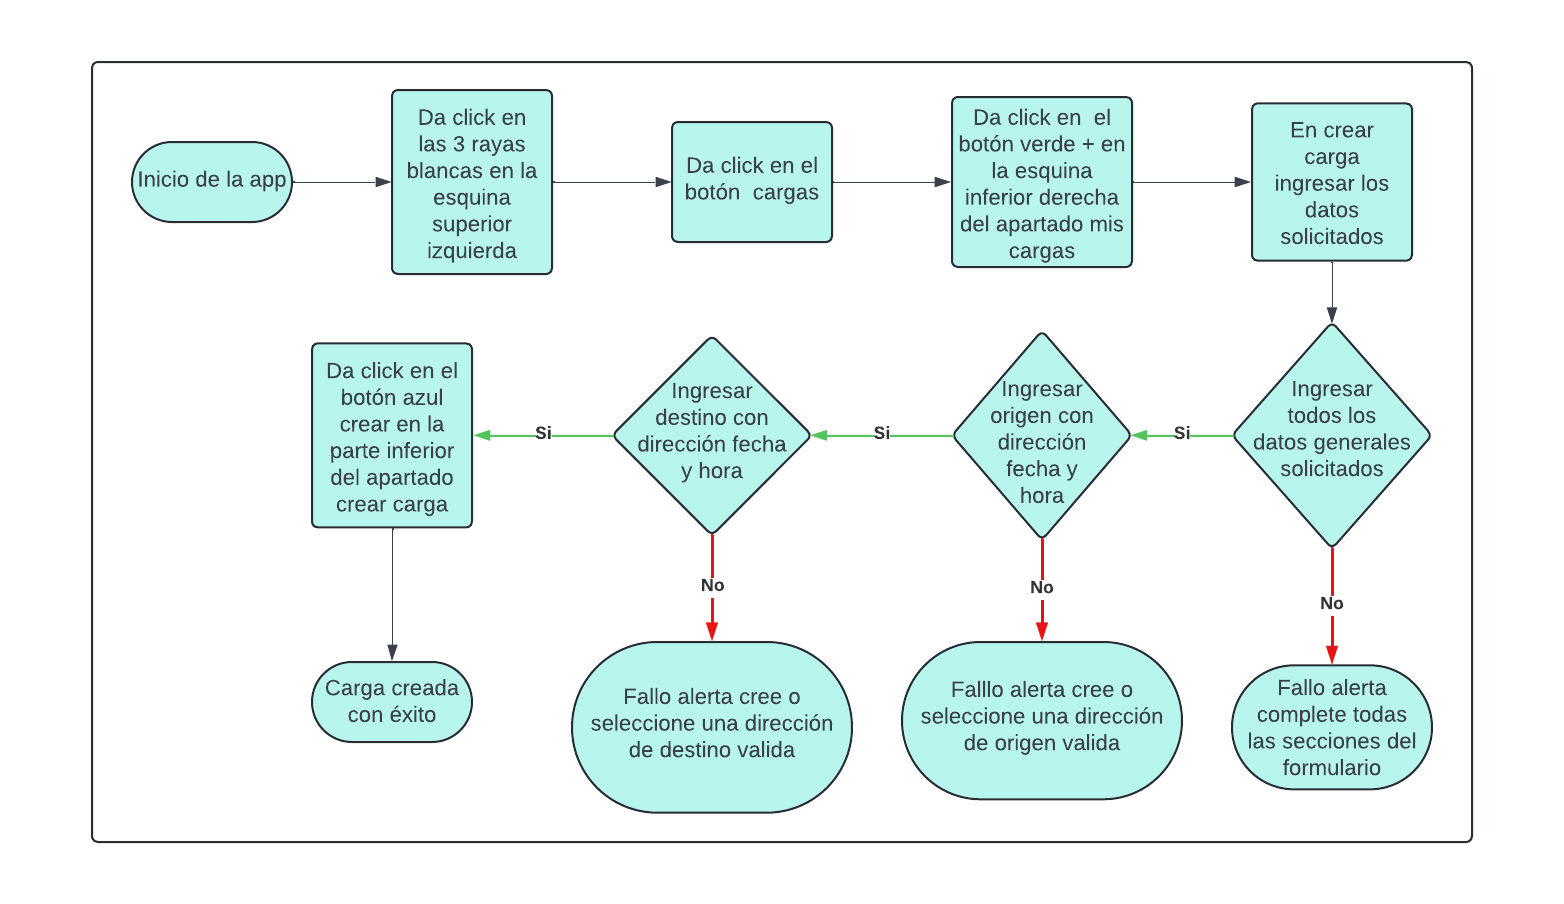 Inicio de la app
Da click en
las 3 rayas
blancas en la
esquina
superior
izquierda
Da click en el
botón  cargas
Da click en  el
botón verde + en
la esquina
inferior derecha
del apartado mis
cargas
En crear
carga
ingresar los
datos
solicitados
Ingresar
todos los
datos generales
solicitados
Si
Ingresar
origen con
dirección
fecha y
hora
Si
Ingresar
destino con
dirección fecha
y hora
Si
Da click en el
botón azul
crear en la
parte inferior
del apartado
crear carga
No
No
No
Carga creada
con éxito
Fallo alerta cree o
seleccione una dirección
de destino valida
Falllo alerta cree o
seleccione una dirección
de origen valida
Fallo alerta
complete todas
las secciones del
formulario